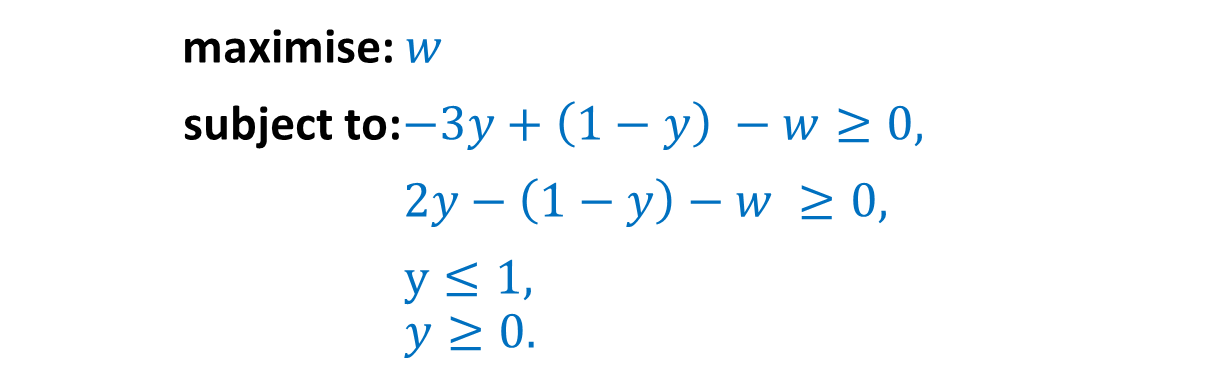 maximise: w
subject to:−3y + (1 − y) − w ≥ 0,
2y − (1 − y) − w ≥ 0,
y ≤ 1,
y ≥ 0.